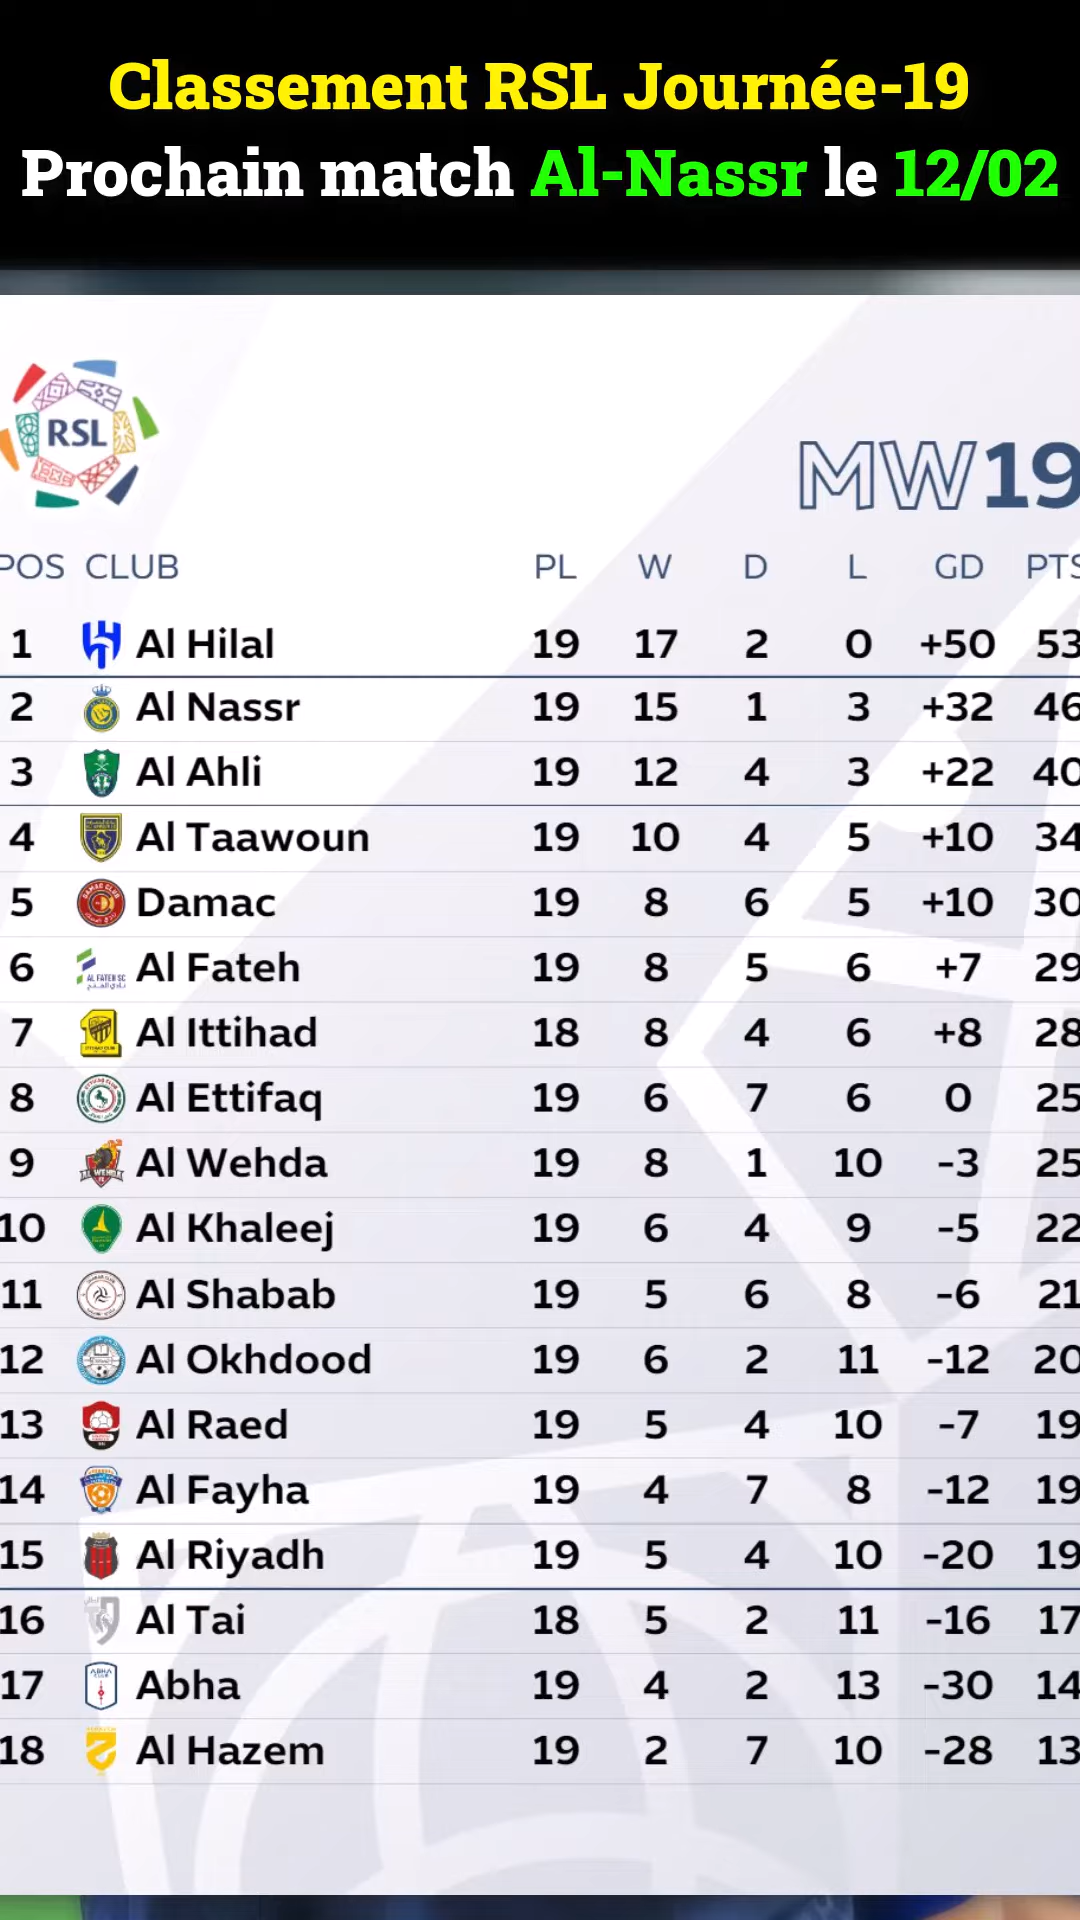 Classement RSL Journée-19
Prochain match Al-Nassr le 12/02
RSL
MW19
POS CLUB PL W D L GD PTS
1 Al Hilal 19 17 2 0 +50 53
2 Al Nassr 19 15 1 3 +32 46
3 Al Ahli 19 12 4 3 +22 40
4 Al Taawoun 19 10 4 5 +10 34
5 Damac 19 8 6 5 +10 30
6 Al Fateh 19 8 5 6 +7 29
7 Al Ittihad 18 8 4 6 +8 28
8 Al Ettifaq 19 6 7 6 0 25
9 Al Wehda 19 8 1 10 -3 25
10 Al Khaleej 19 6 4 9 -5 22
11 Al Shabab 19 5 6 8 -6 21
12 Al Okhdood 19 6 2 11 -12 20
13 Al Raed 19 5 4 10 -7 19
14 Al Fayha 19 4 7 8 -12 19
15 Al Riyadh 19 5 4 10 -20 19
16 Al Tai 18 5 2 11 -16 17
17 Abha 19 4 2 13 -30 14
18 Al Hazem 19 2 7 10 -28 13